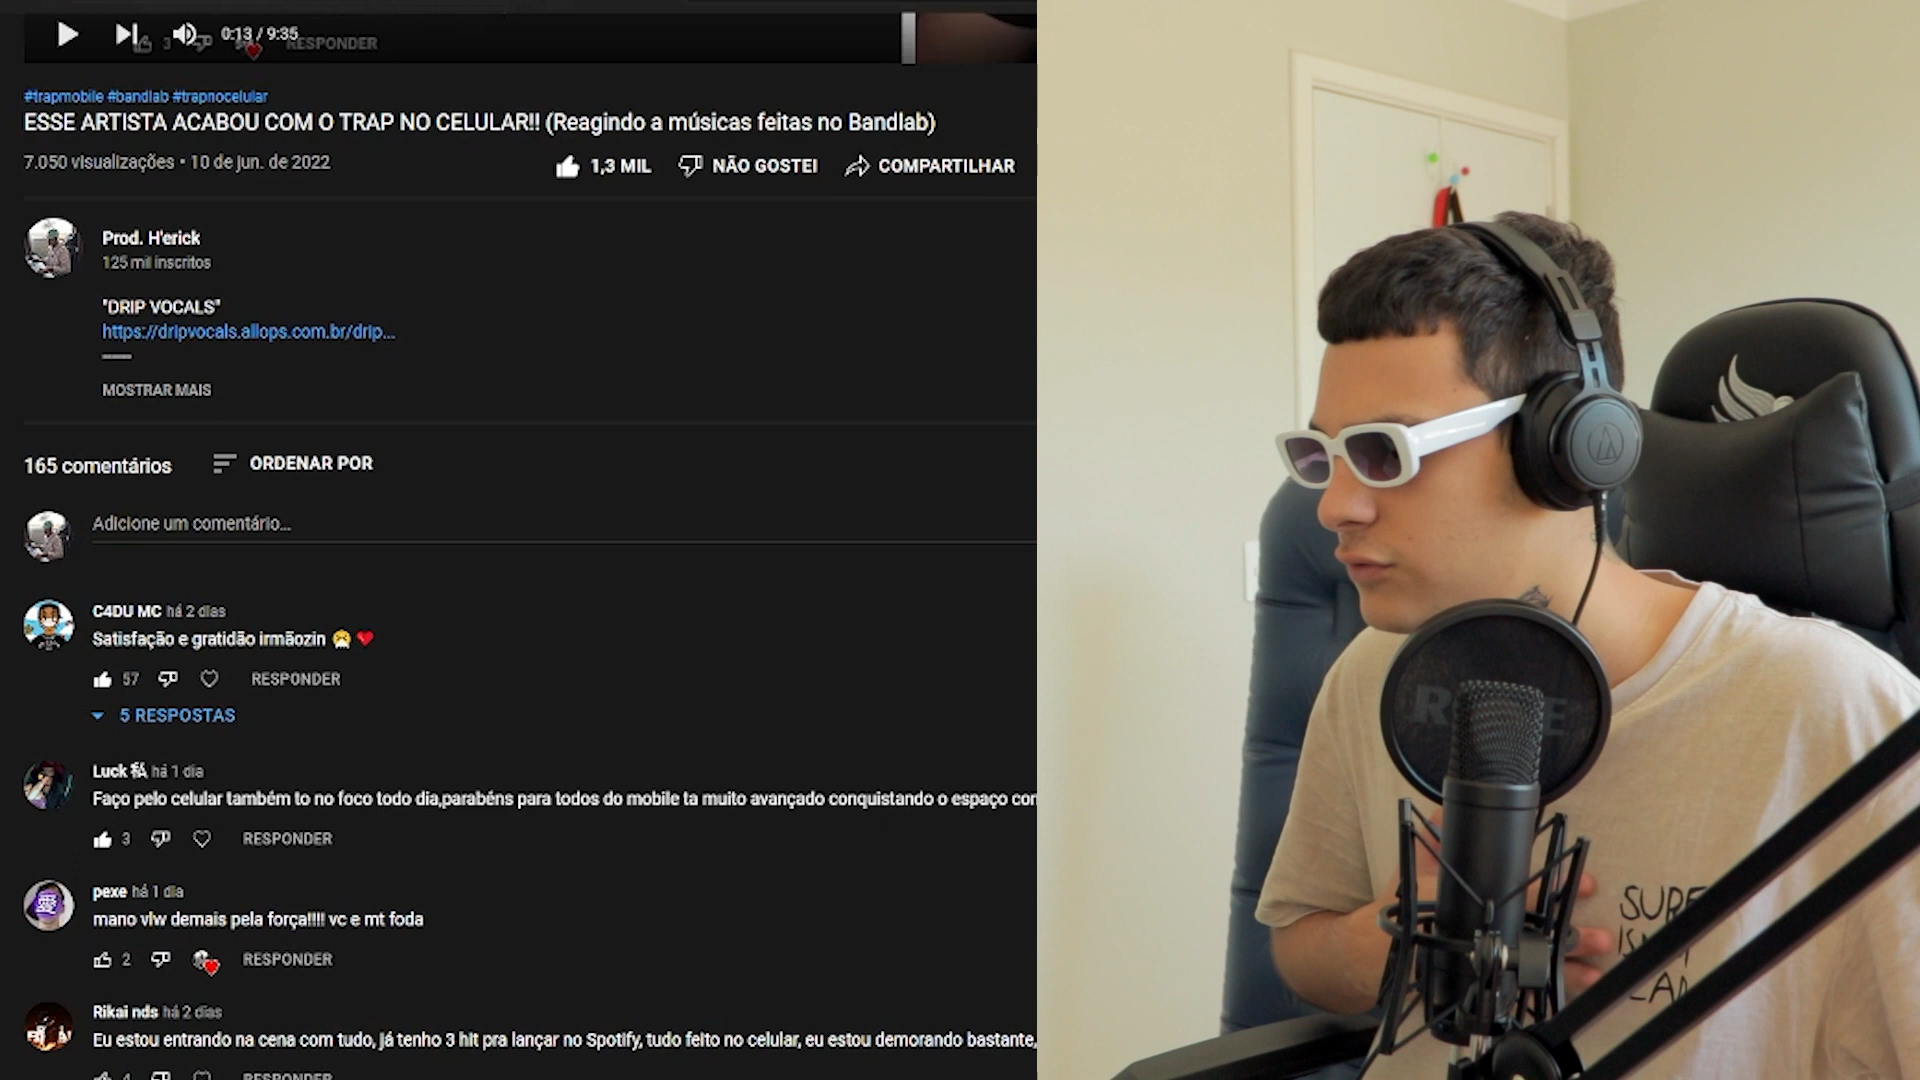 0:13 / 9:35
3 RESPONDER
#trapmobile #bandlab #trapnocelular
ESSE ARTISTA ACABOU COM O TRAP NO CELULAR!! (Reagindo a músicas feitas no Bandlab)
7.050 visualizações • 10 de jun. de 2022
1,3 MIL NÃO GOSTEI COMPARTILHAR
Prod. H'erick
125 mil inscritos
"DRIP VOCALS"
https://dripvocals.allops.com.br/drip...
MOSTRAR MAIS
165 comentários ORDENAR POR
Adicione um comentário...
C4DU MC há 2 dias
Satisfação e gratidão irmãozin
57 RESPONDER
5 RESPOSTAS
Luck há 1 dia
Faço pelo celular também to no foco todo dia,parabéns para todos do mobile ta muito avançado conquistando o espaço con
3 RESPONDER
pexe há 1 dia
mano vlw demais pela força!!!! vc e mt foda
2 RESPONDER
Rikai nds há 2 dias
Eu estou entrando na cena com tudo, já tenho 3 hit pra lançar no Spotify, tudo feito no celular, eu estou demorando bastante,
4 RESPONDER